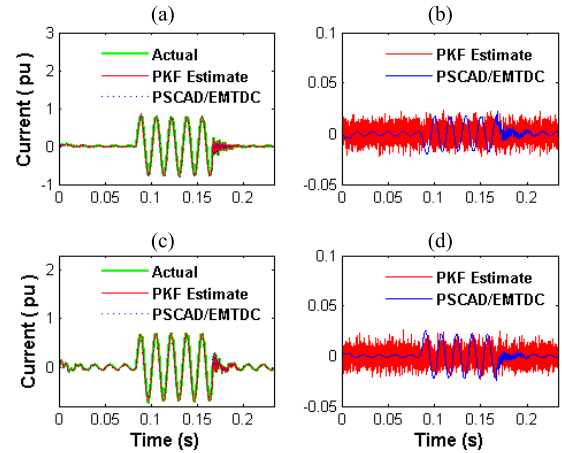 (a)
3
2
1
0
-1
0
0.05
0.1
0.15
0.2
Current ( pu )
Actual
PKF Estimate
PSCAD/EMTDC
(b)
0.1
0.05
0
-0.05
0
0.05
0.1
0.15
0.2
PKF Estimate
PSCAD/EMTDC
(c)
2
1
0
0
0.05
0.1
0.15
0.2
Current ( pu )
Time (s)
Actual
PKF Estimate
PSCAD/EMTDC
(d)
0.1
0.05
0
-0.05
0
0.05
0.1
0.15
0.2
Time (s)
PKF Estimate
PSCAD/EMTDC